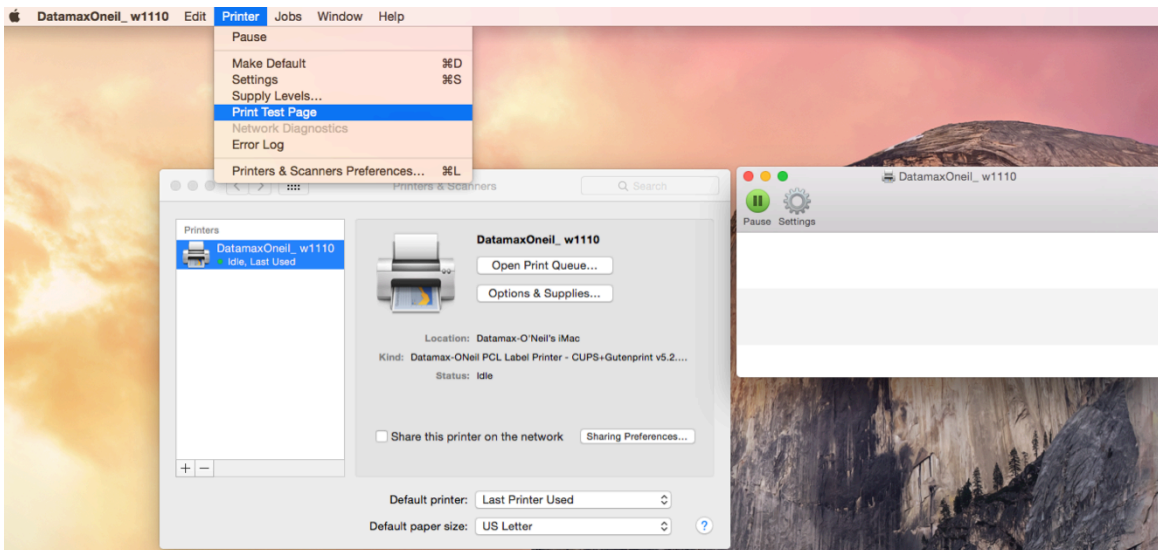 DatamaxOneil_ w1110 Edit Printer Jobs Window Help
Pause
Make Default ⌘D
Settings ⌘S
Supply Levels...
Print Test Page
Network Diagnostics
Error Log
Printers & Scanners Preferences... ⌘L
Printers & Scanners
Search
Printers
DatamaxOneil_ w1110
Idle, Last Used
DatamaxOneil_ w1110
Open Print Queue...
Options & Supplies...
Location: Datamax-O'Neil's iMac
Kind: Datamax-ONeil PCL Label Printer - CUPS+Gutenprint v5.2....
Status: Idle
Share this printer on the network Sharing Preferences...
+ −
Default printer: Last Printer Used
Default paper size: US Letter ?
DatamaxOneil_ w1110
Pause Settings